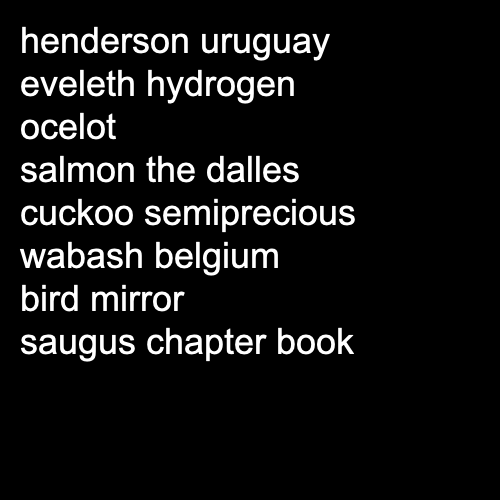 henderson uruguay
eveleth hydrogen
ocelot
salmon the dalles
cuckoo semiprecious
wabash belgium
bird mirror
saugus chapter book